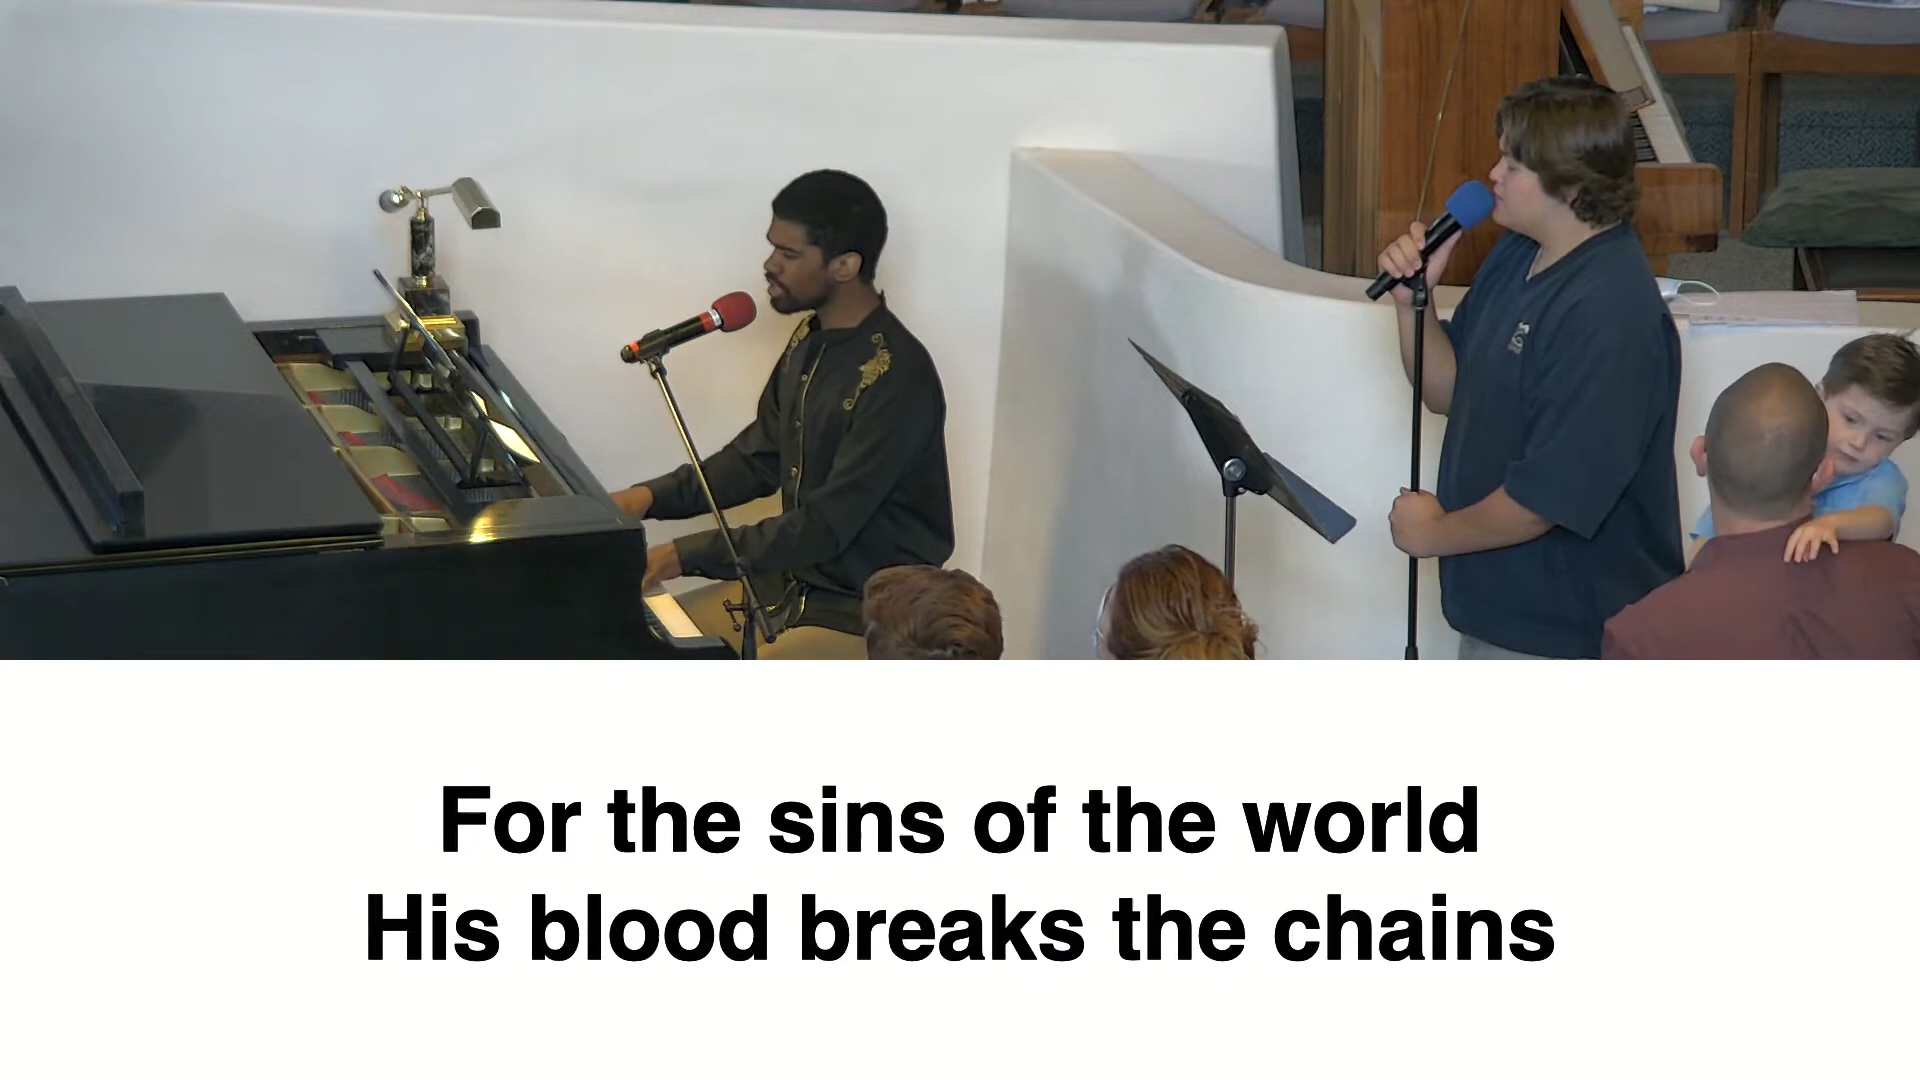 For the sins of the world
His blood breaks the chains